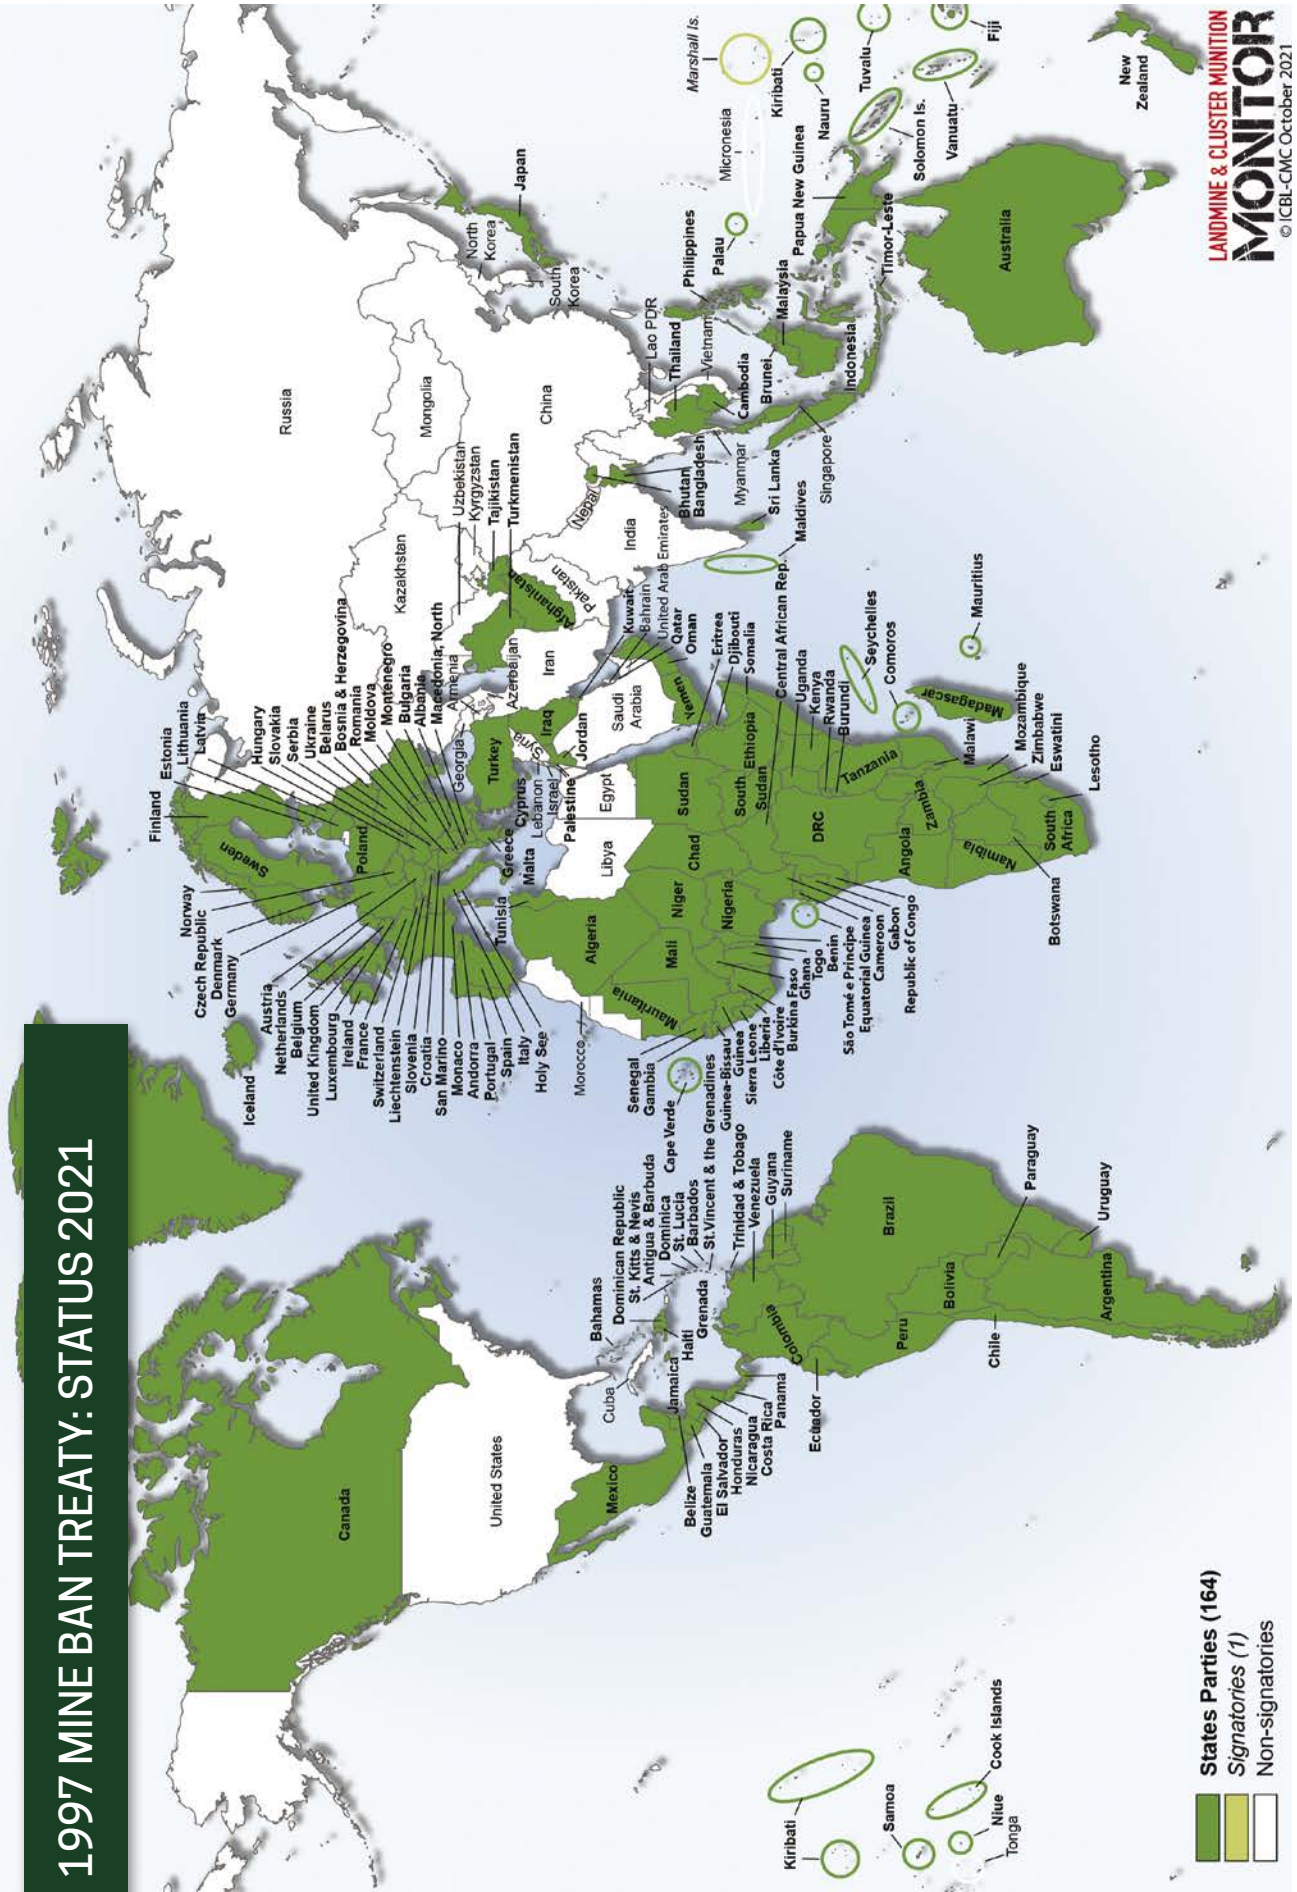 1997 MINE BAN TREATY: STATUS 2021
Canada
United States
Mexico
Cuba
Bahamas
Dominican Republic
St. Kitts & Nevis
Antigua & Barbuda
Dominica
St. Lucia
Barbados
St.Vincent & the Grenadines
Grenada
Trinidad & Tobago
Venezuela
Guyana
Suriname
Jamaica
Haiti
Belize
Guatemala
El Salvador
Honduras
Nicaragua
Costa Rica
Panama
Colombia
Ecuador
Peru
Brazil
Bolivia
Chile
Paraguay
Uruguay
Argentina
Iceland
Norway
Czech Republic
Denmark
Germany
Austria
Netherlands
Belgium
United Kingdom
Luxembourg
Ireland
France
Switzerland
Liechtenstein
Slovenia
Croatia
San Marino
Monaco
Andorra
Portugal
Spain
Italy
Holy See
Finland
Sweden
Poland
Estonia
Lithuania
Latvia
Hungary
Slovakia
Serbia
Ukraine
Belarus
Bosnia & Herzegovina
Romania
Moldova
Montenegro
Bulgaria
Albania
Macedonia, North
Armenia
Georgia
Azerbaijan
Turkey
Greece
Malta
Cyprus
Lebanon
Israel
Palestine
Syria
Iraq
Jordan
Iran
Saudi
Arabia
Kuwait
Bahrain
United Arab Emirates
Qatar
Oman
Yemen
Tunisia
Morocco
Algeria
Libya
Egypt
Mauritania
Mali
Niger
Chad
Sudan
Nigeria
South
Sudan
Ethiopia
Eritrea
Djibouti
Somalia
Central African Rep.
Uganda
Kenya
Rwanda
Burundi
Tanzania
DRC
Angola
Zambia
Namibia
South
Africa
Botswana
Lesotho
Eswatini
Zimbabwe
Mozambique
Malawi
Madagascar
Comoros
Seychelles
Mauritius
Senegal
Gambia
Cape Verde
Guinea-Bissau
Guinea
Sierra Leone
Liberia
Côte d'Ivoire
Burkina Faso
Ghana
Togo
Benin
São Tomé e Principe
Equatorial Guinea
Cameroon
Gabon
Republic of Congo
Russia
Kazakhstan
Mongolia
China
Uzbekistan
Kyrgyzstan
Tajikistan
Turkmenistan
Afghanistan
Pakistan
India
Nepal
Bhutan
Bangladesh
Myanmar
Sri Lanka
Maldives
North
Korea
South
Korea
Japan
Lao PDR
Thailand
Vietnam
Cambodia
Philippines
Brunei
Malaysia
Singapore
Indonesia
Timor-Leste
Palau
Micronesia
Marshall Is.
Kiribati
Nauru
Tuvalu
Fiji
Papua New Guinea
Solomon Is.
Vanuatu
Australia
New
Zealand
Kiribati
Samoa
Cook Islands
Niue
Tonga
States Parties (164)
Signatories (1)
Non-signatories
LANDMINE & CLUSTER MUNITION
MONITOR
© ICBL-CMC October 2021